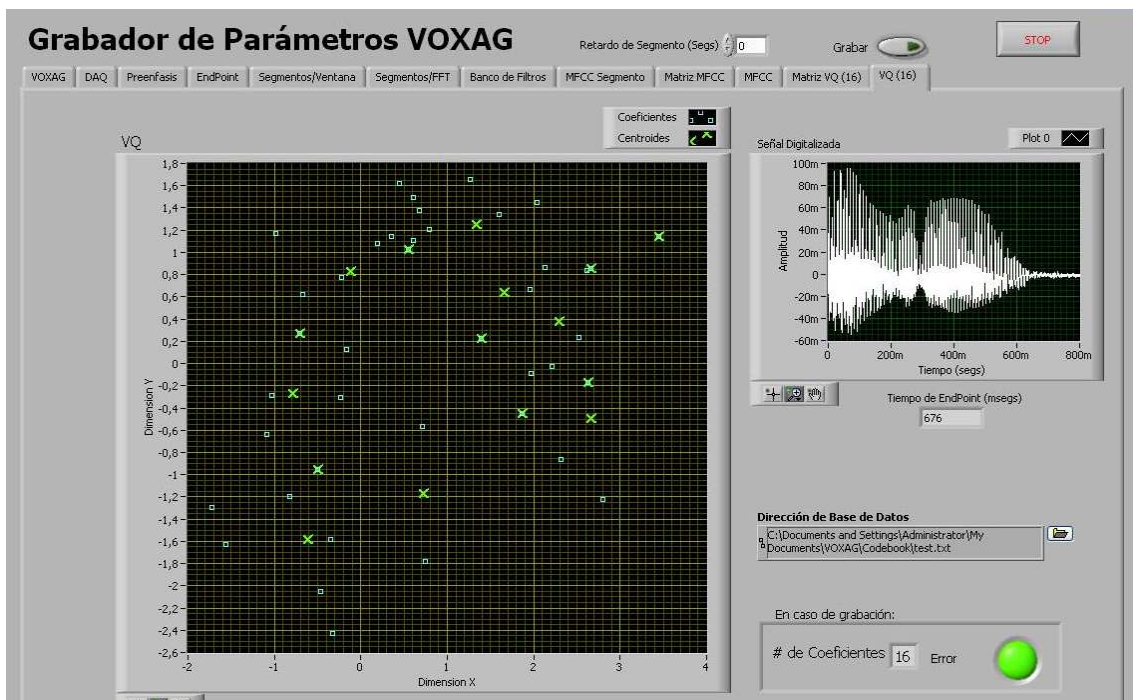 Grabador de Parámetros VOXAG
Retardo de Segmento (Segs) 0
Grabar
STOP
VOXAG DAQ Preenfasis EndPoint Segmentos/Ventana Segmentos/FFT Banco de Filtros MFCC Segmento Matriz MFCC MFCC Matriz VQ (16) VQ (16)
Coeficientes
Centroides
VQ
1,8
1,6
1,4
1,2
1
0,8
0,6
0,4
0,2
0
-0,2
-0,4
-0,6
-0,8
-1
-1,2
-1,4
-1,6
-1,8
-2
-2,2
-2,4
-2,6
Dimension Y
-2 -1 0 1 2 3 4
Dimension X
Señal Digitalizada
Plot 0
100m
80m
60m
40m
20m
0
-20m
-40m
-60m
Amplitud
0 200m 400m 600m 800m
Tiempo (segs)
Tiempo de EndPoint (msegs)
676
Dirección de Base de Datos
C:\Documents and Settings\Administrator\My
Documents\VOXAG\Codebook\test.txt
En caso de grabación:
# de Coeficientes 16 Error